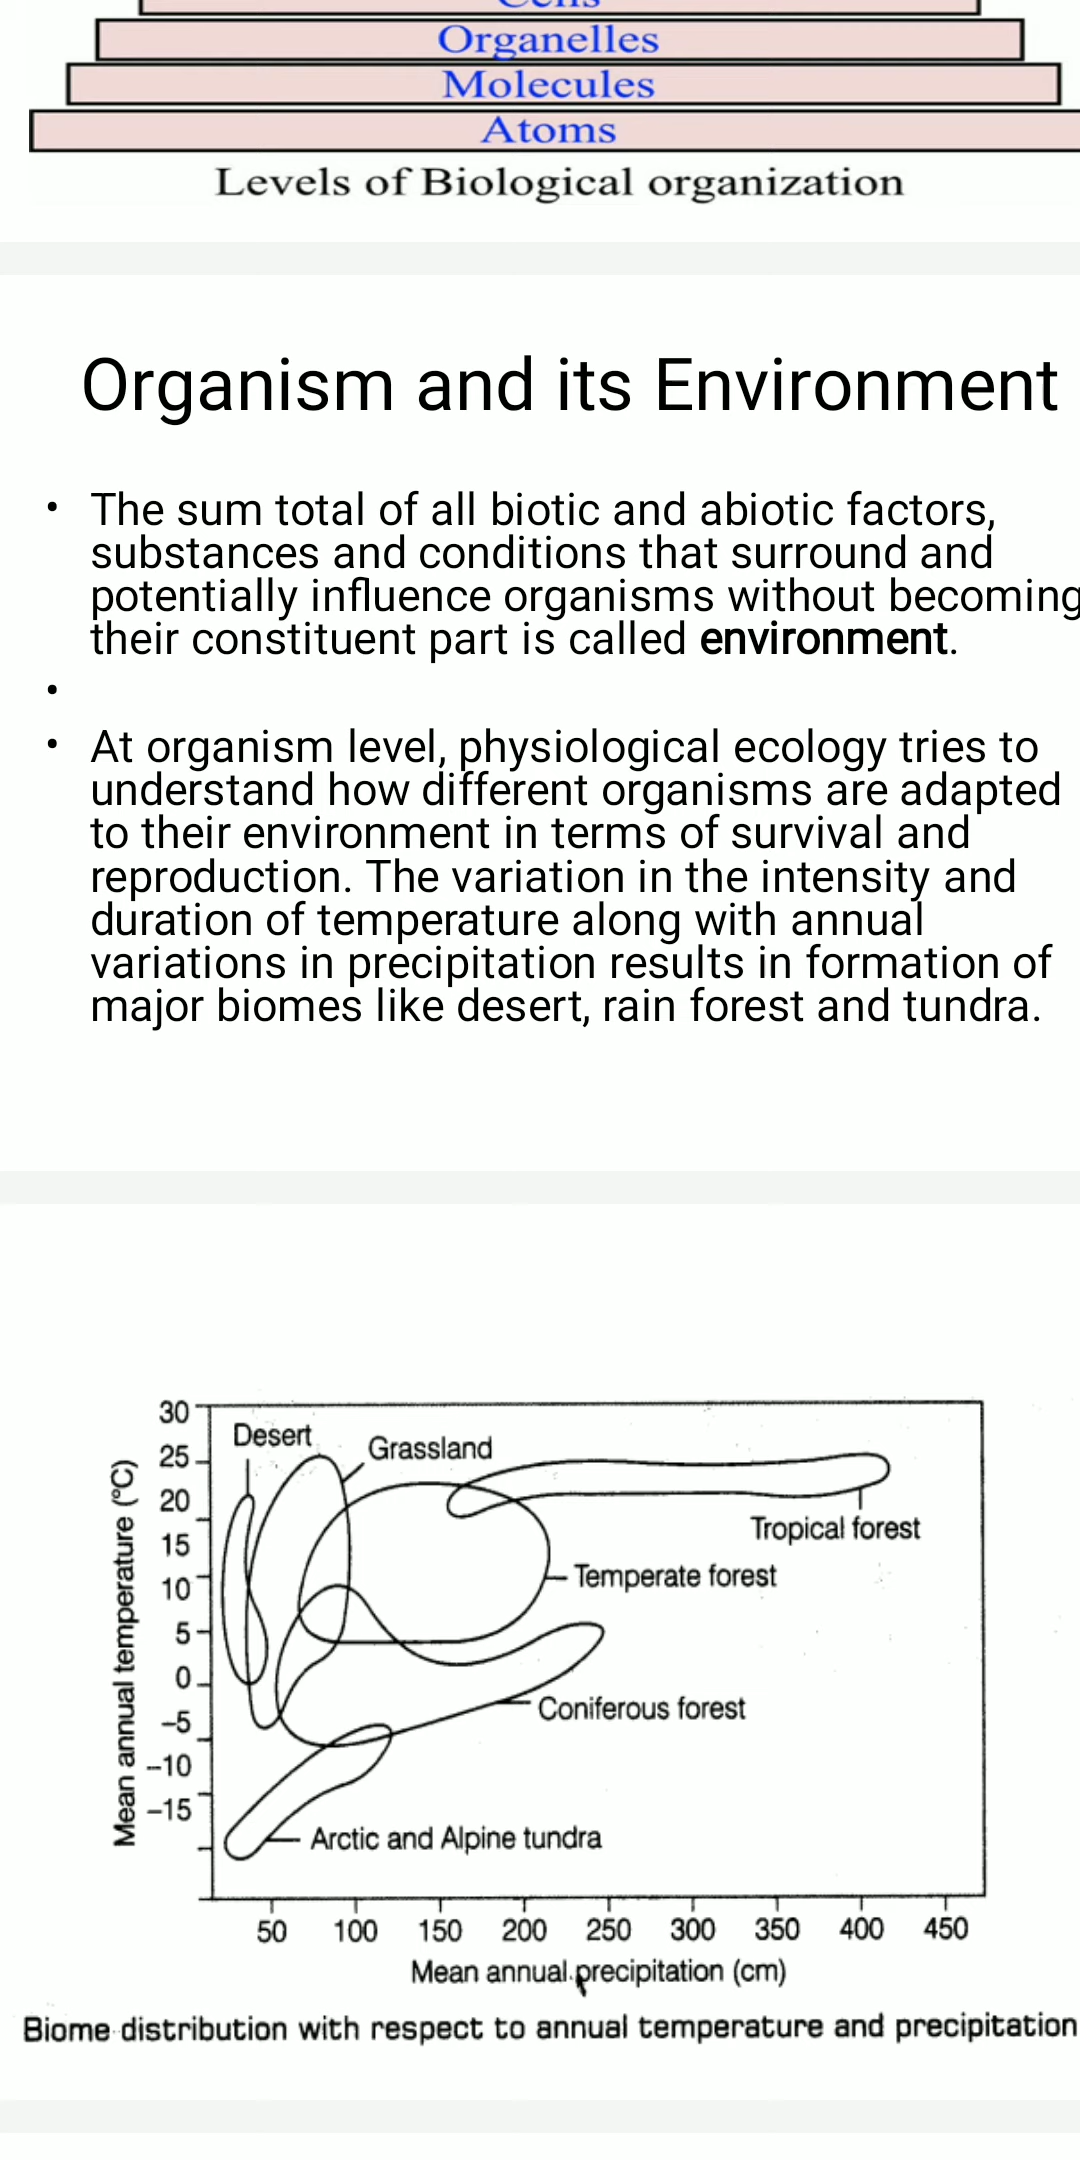 Cells
Organelles
Molecules
Atoms
Levels of Biological organization
Organism and its Environment
• The sum total of all biotic and abiotic factors,
substances and conditions that surround and
potentially influence organisms without becoming
their constituent part is called environment.
•
• At organism level, physiological ecology tries to
understand how different organisms are adapted
to their environment in terms of survival and
reproduction. The variation in the intensity and
duration of temperature along with annual
variations in precipitation results in formation of
major biomes like desert, rain forest and tundra.
Mean annual temperature (°C)
30
25
20
15
10
5
0
–5
–10
–15
Desert
Grassland
Tropical forest
Temperate forest
Coniferous forest
Arctic and Alpine tundra
50 100 150 200 250 300 350 400 450
Mean annual precipitation (cm)
Biome distribution with respect to annual temperature and precipitation